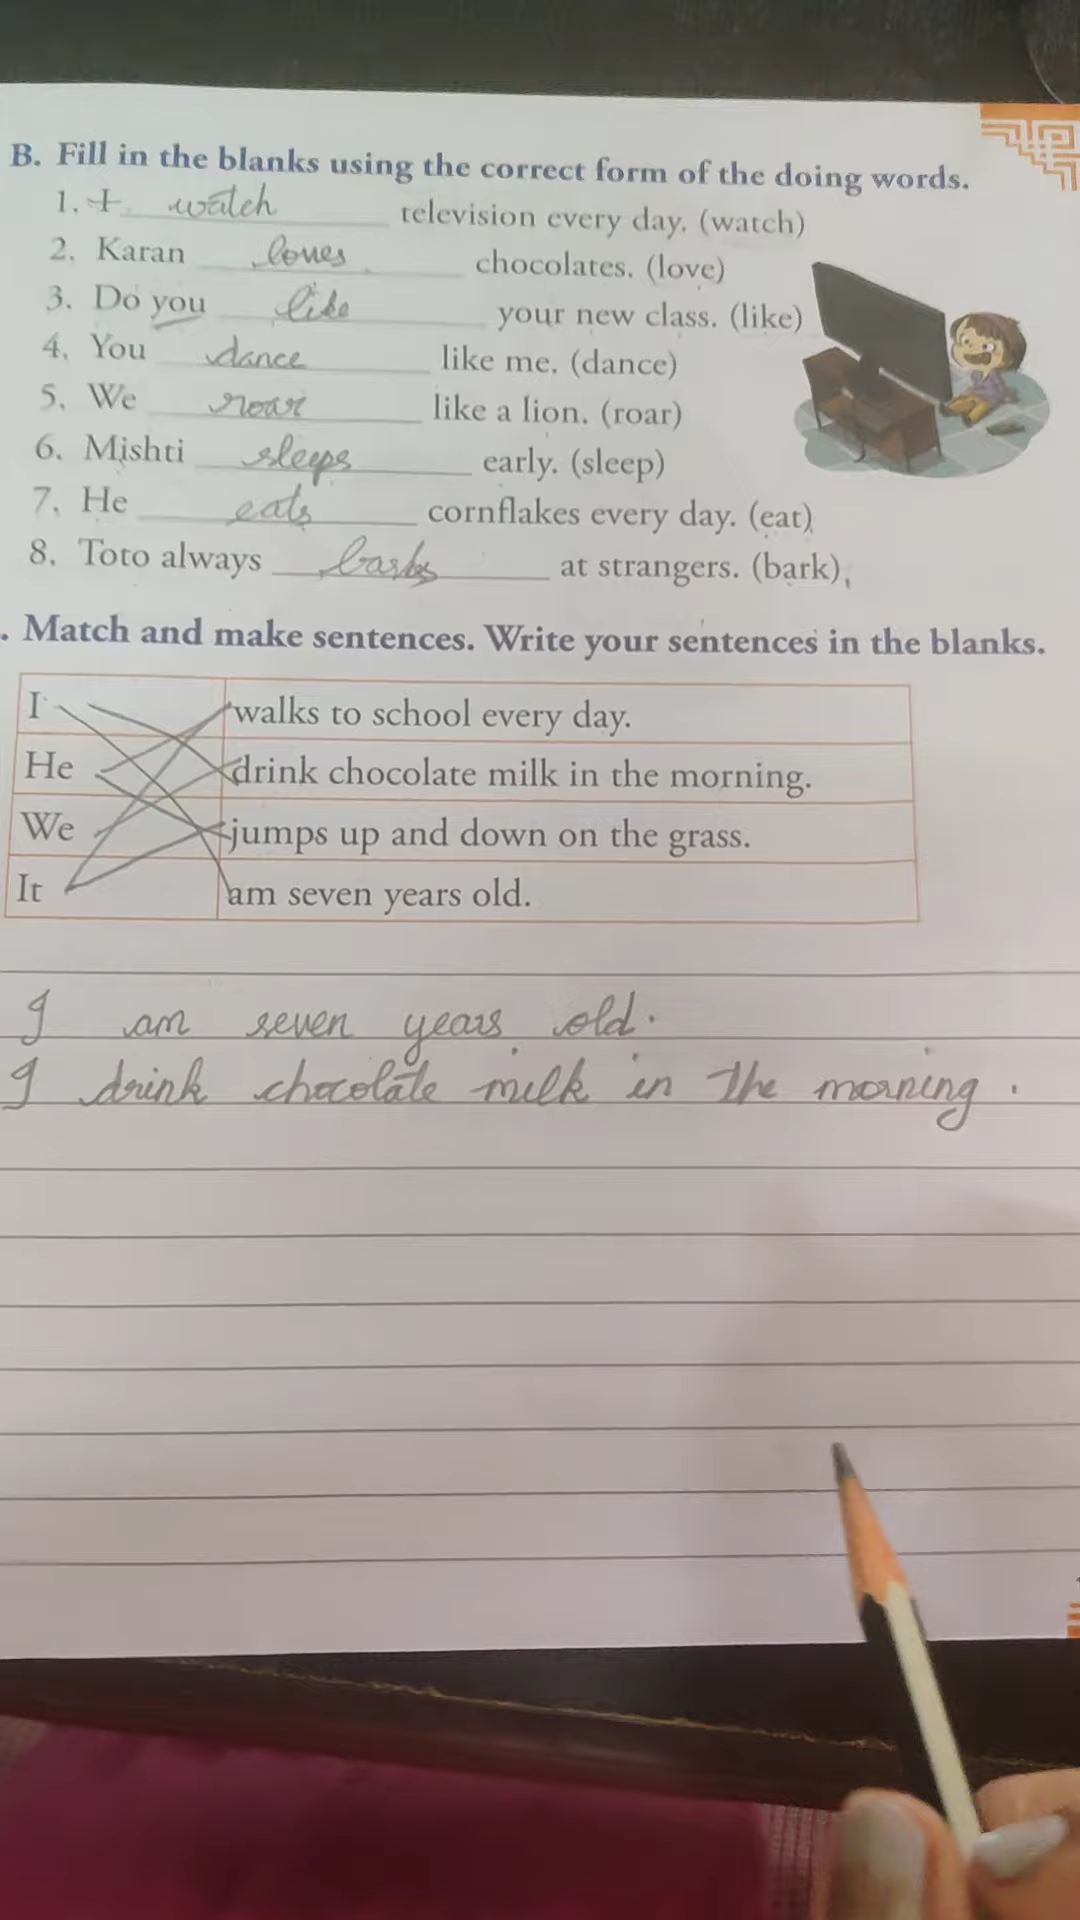 B. Fill in the blanks using the correct form of the doing words.
1. I watch television every day. (watch)
2. Karan loves chocolates. (love)
3. Do you like your new class. (like)
4. You dance like me. (dance)
5. We roar like a lion. (roar)
6. Mishti sleeps early. (sleep)
7. He eats cornflakes every day. (eat)
8. Toto always barks at strangers. (bark)
. Match and make sentences. Write your sentences in the blanks.
I walks to school every day.
He drink chocolate milk in the morning.
We jumps up and down on the grass.
It am seven years old.
I am seven years old.
I drink chocolate milk in the morning.